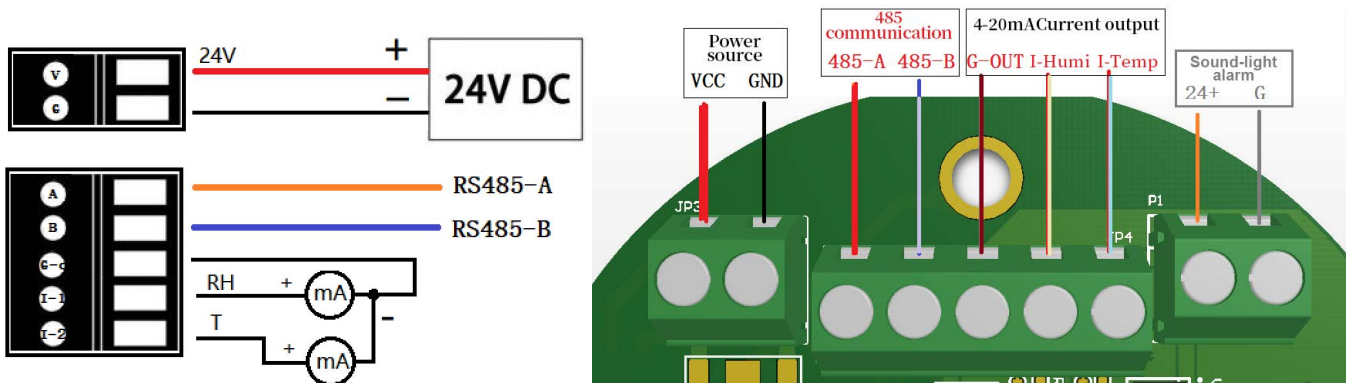 V
G
24V
+
−
24V DC
A
B
G-c
I-1
I-2
RS485-A
RS485-B
RH
+
mA
-
T
+
mA
Power
source
VCC GND
485
communication
485-A 485-B
4-20mACurrent output
G-OUT I-Humi I-Temp
Sound-light
alarm
24+ G
JP3
P1